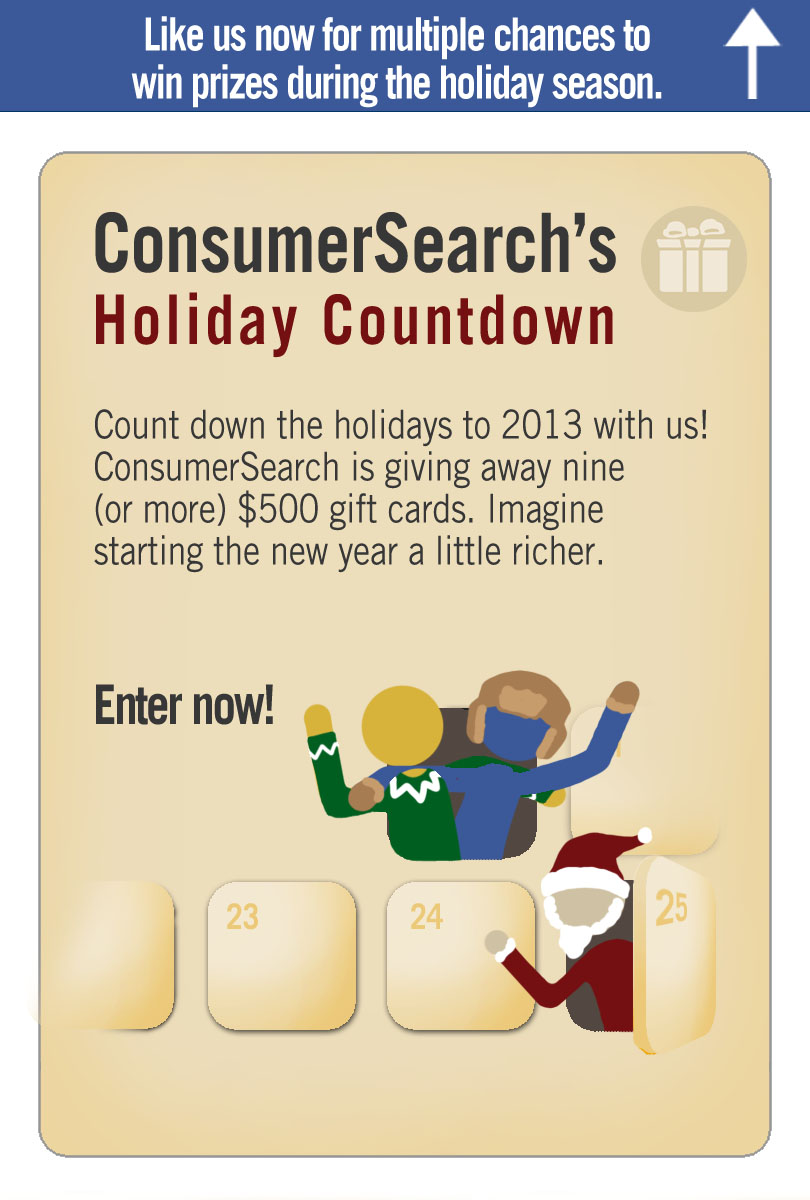 Like us now for multiple chances to
win prizes during the holiday season.
ConsumerSearch’s
Holiday Countdown
Count down the holidays to 2013 with us!
ConsumerSearch is giving away nine
(or more) $500 gift cards. Imagine
starting the new year a little richer.
Enter now!
23
24
25